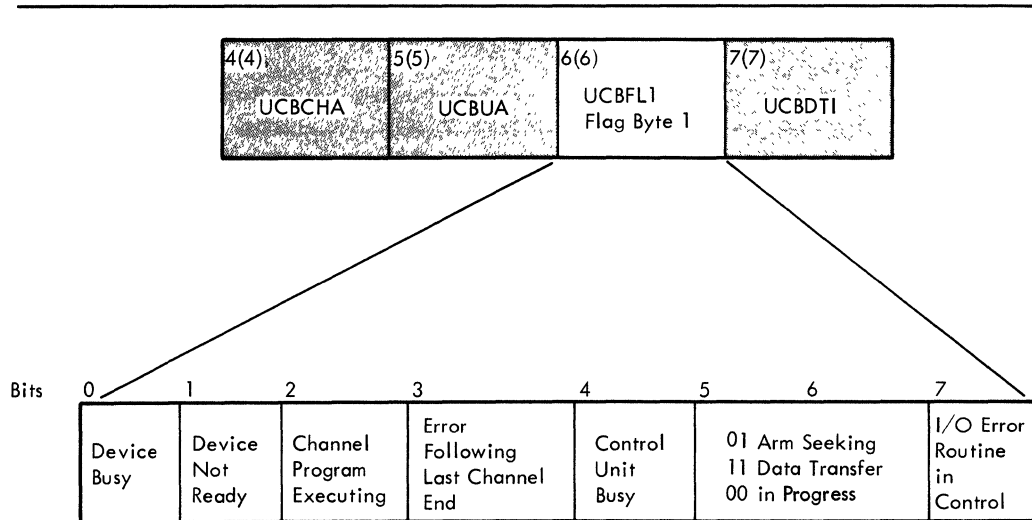 4(4) 5(5) 6(6) 7(7)
UCBCHA UCBUA UCBFL1 Flag Byte 1 UCBDTI
Bits 0 1 2 3 4 5 6 7
Device
Busy
Device
Not
Ready
Channel
Program
Executing
Error
Following
Last Channel
End
Control
Unit
Busy
01 Arm Seeking
11 Data Transfer
00 in Progress
I/O Error
Routine
in
Control